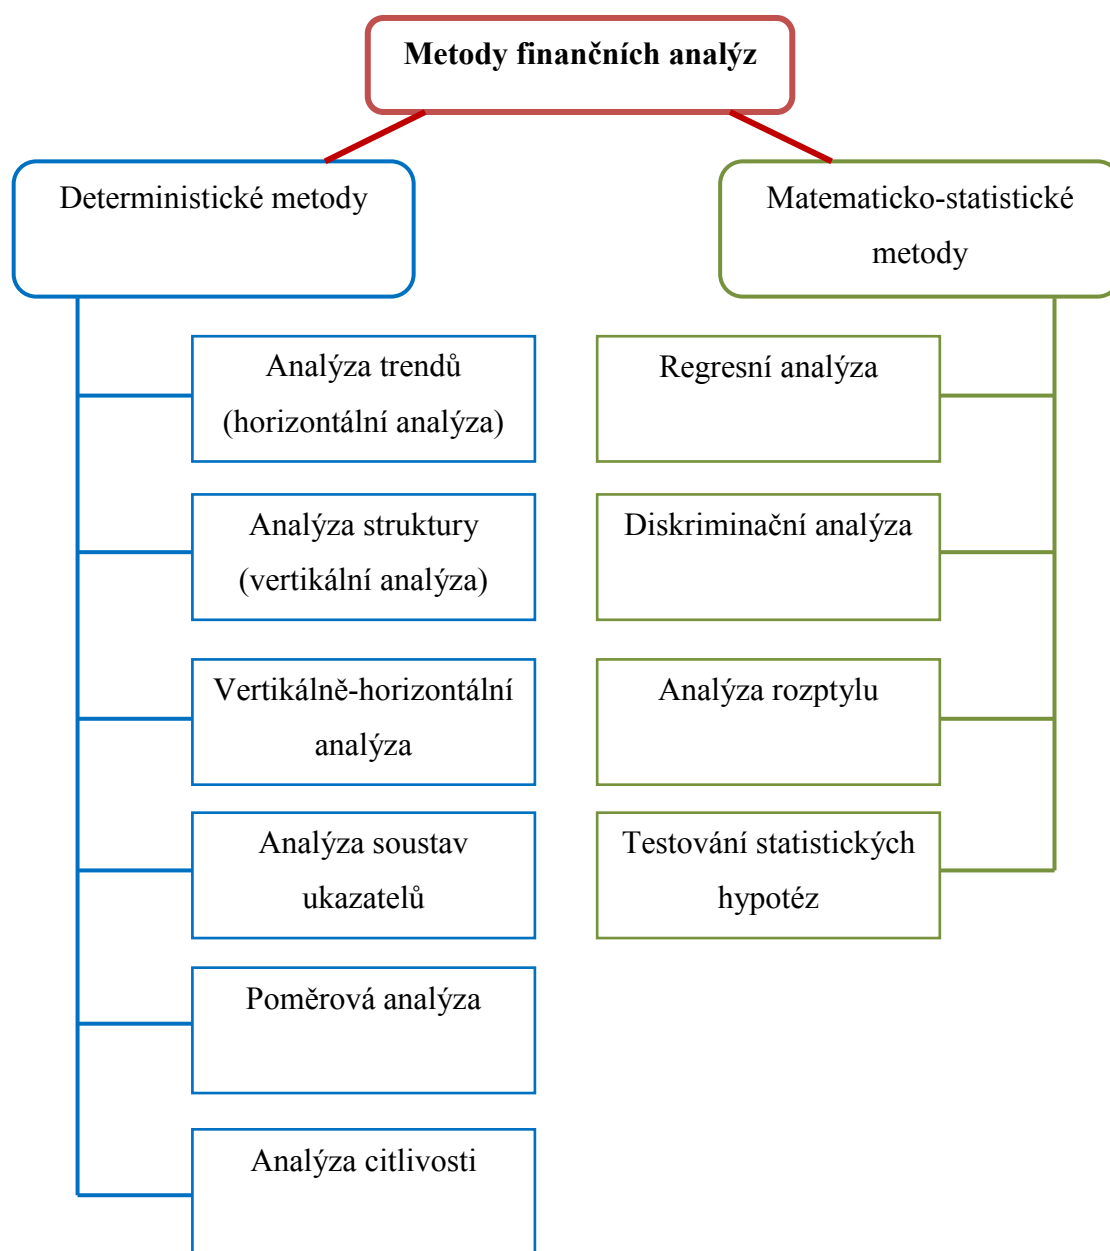 Metody finančních analýz
Deterministické metody
Matematicko-statistické
metody
Analýza trendů
(horizontální analýza)
Analýza struktury
(vertikální analýza)
Vertikálně-horizontální
analýza
Analýza soustav
ukazatelů
Poměrová analýza
Analýza citlivosti
Regresní analýza
Diskriminační analýza
Analýza rozptylu
Testování statistických
hypotéz